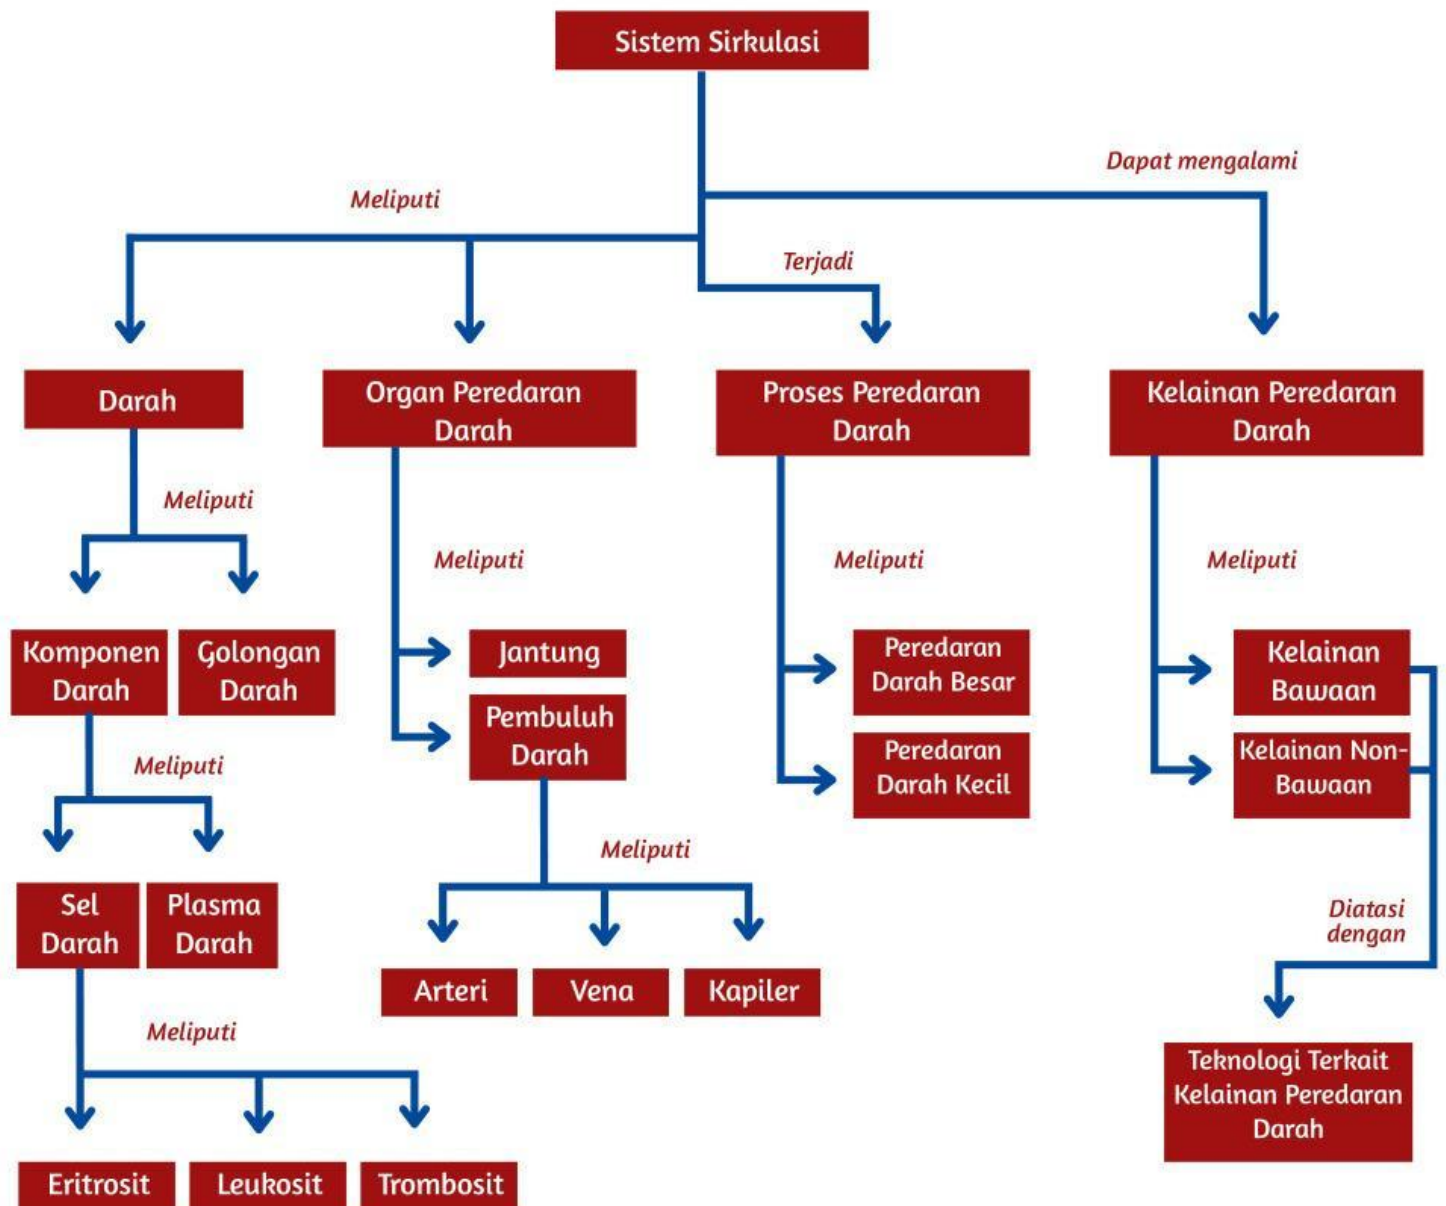 Sistem Sirkulasi
Dapat mengalami
Meliputi
Terjadi
Darah
Organ Peredaran
Darah
Proses Peredaran
Darah
Kelainan Peredaran
Darah
Meliputi
Meliputi
Meliputi
Meliputi
Komponen
Darah
Golongan
Darah
Jantung
Pembuluh
Darah
Peredaran
Darah Besar
Peredaran
Darah Kecil
Kelainan
Bawaan
Kelainan Non-
Bawaan
Meliputi
Meliputi
Sel
Darah
Plasma
Darah
Diatasi
dengan
Arteri
Vena
Kapiler
Meliputi
Teknologi Terkait
Kelainan Peredaran
Darah
Eritrosit
Leukosit
Trombosit